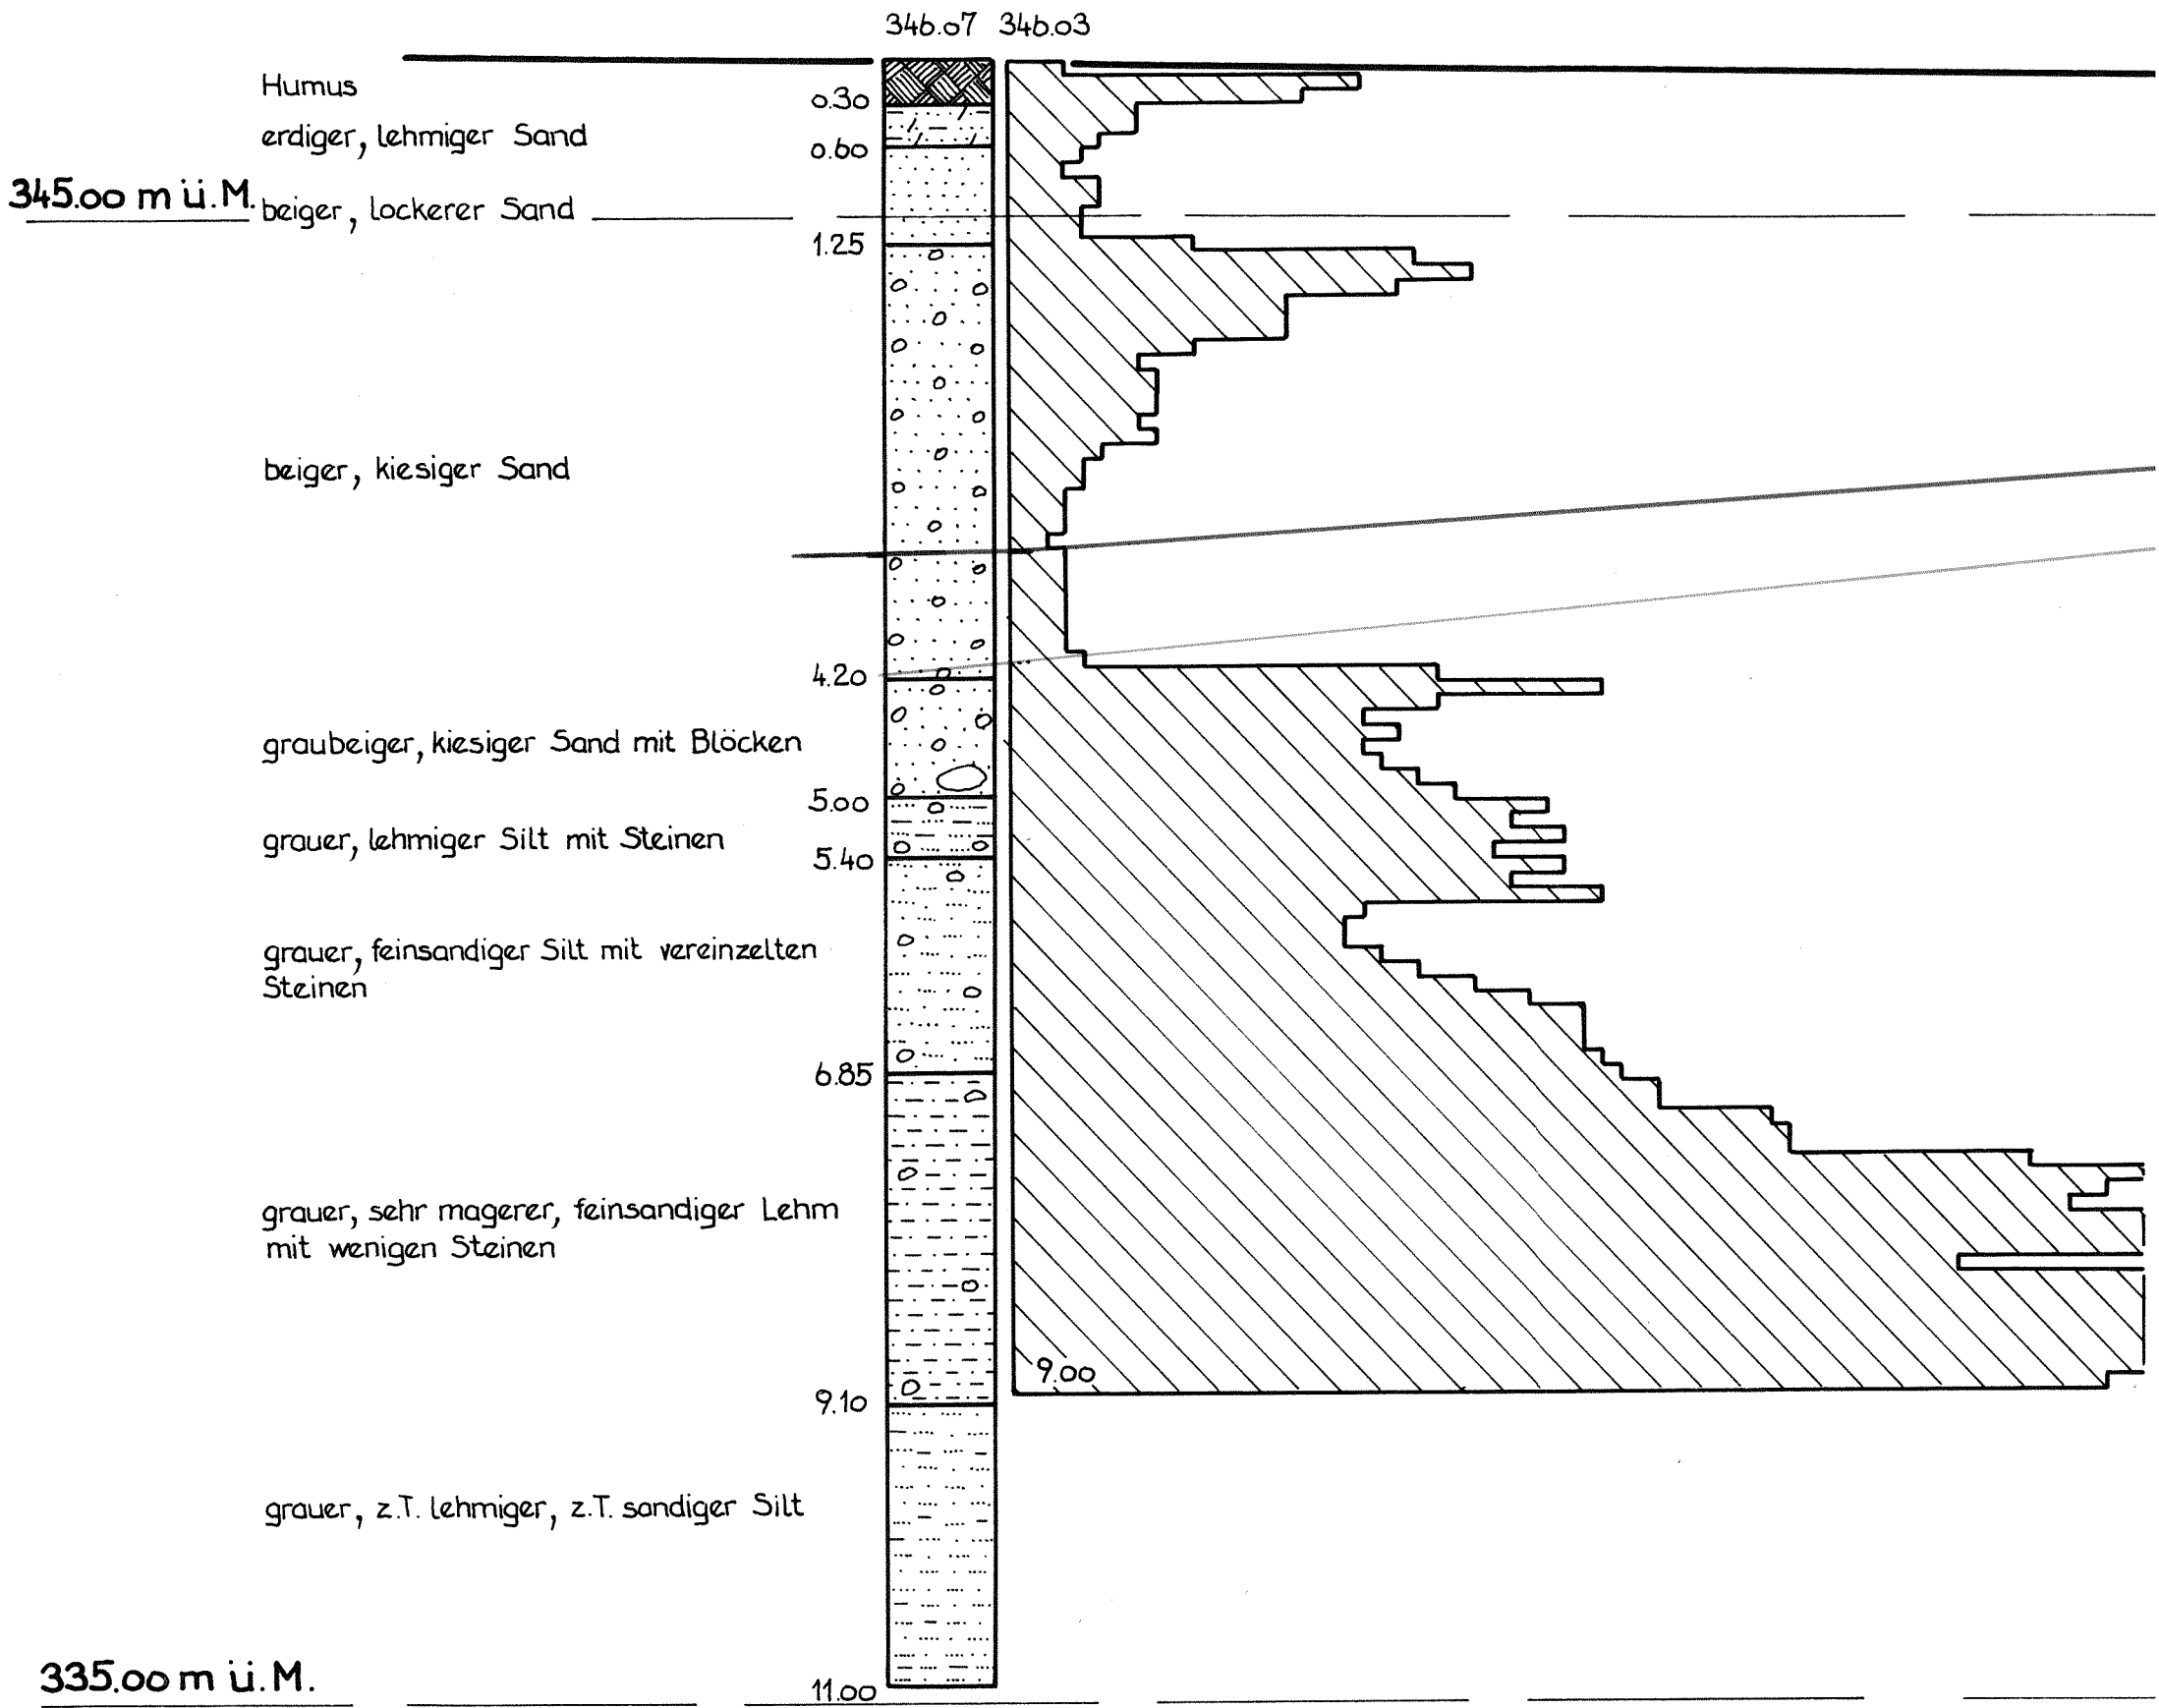 346.07 346.03
Humus
0.30
erdiger, lehmiger Sand
0.60
345.00 m ü.M.
beiger, lockerer Sand
1.25
beiger, kiesiger Sand
4.20
graubeiger, kiesiger Sand mit Blöcken
5.00
grauer, lehmiger Silt mit Steinen
5.40
grauer, feinsandiger Silt mit vereinzelten
Steinen
6.85
grauer, sehr magerer, feinsandiger Lehm
mit wenigen Steinen
9.00
9.10
grauer, z.T. lehmiger, z.T. sandiger Silt
335.00 m ü.M.
11.00